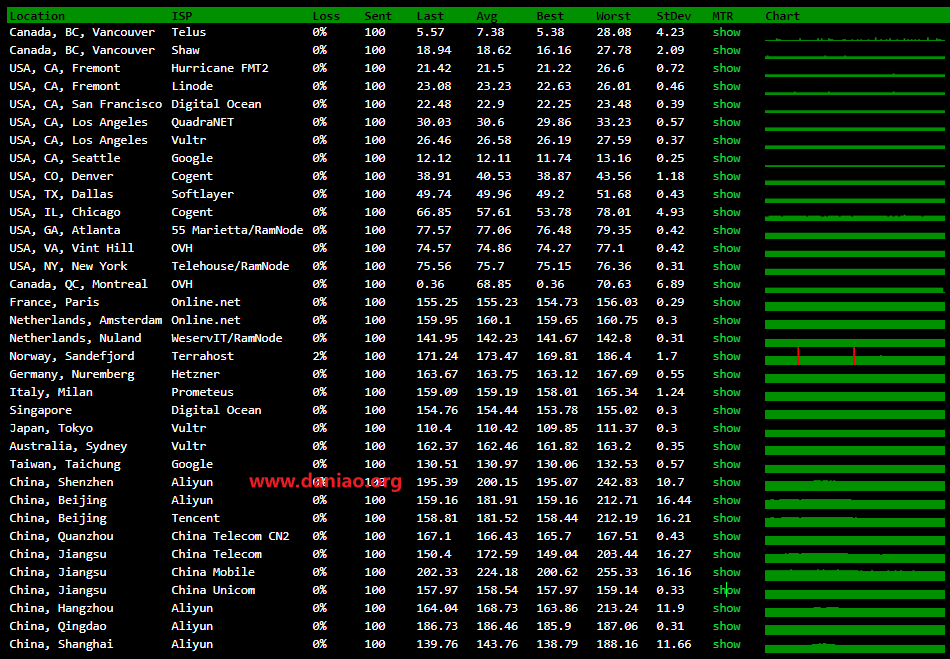 Location ISP Loss Sent Last Avg Best Worst StDev MTR Chart
Canada, BC, Vancouver Telus 0% 100 5.57 7.38 5.38 28.08 4.23 show
Canada, BC, Vancouver Shaw 0% 100 18.94 18.62 16.16 27.78 2.09 show
USA, CA, Fremont Hurricane FMT2 0% 100 21.42 21.5 21.22 26.6 0.72 show
USA, CA, Fremont Linode 0% 100 23.08 23.23 22.63 26.01 0.46 show
USA, CA, San Francisco Digital Ocean 0% 100 22.48 22.9 22.25 23.48 0.39 show
USA, CA, Los Angeles QuadraNET 0% 100 30.03 30.6 29.86 33.23 0.57 show
USA, CA, Los Angeles Vultr 0% 100 26.46 26.58 26.19 27.59 0.37 show
USA, CA, Seattle Google 0% 100 12.12 12.11 11.74 13.16 0.25 show
USA, CO, Denver Cogent 0% 100 38.91 40.53 38.87 43.56 1.18 show
USA, TX, Dallas Softlayer 0% 100 49.74 49.96 49.2 51.68 0.43 show
USA, IL, Chicago Cogent 0% 100 66.85 57.61 53.78 78.01 4.93 show
USA, GA, Atlanta 55 Marietta/RamNode 0% 100 77.57 77.06 76.48 79.35 0.42 show
USA, VA, Vint Hill OVH 0% 100 74.57 74.86 74.27 77.1 0.42 show
USA, NY, New York Telehouse/RamNode 0% 100 75.56 75.7 75.15 76.36 0.31 show
Canada, QC, Montreal OVH 0% 100 0.36 68.85 0.36 70.63 6.89 show
France, Paris Online.net 0% 100 155.25 155.23 154.73 156.03 0.29 show
Netherlands, Amsterdam Online.net 0% 100 159.95 160.1 159.65 160.75 0.3 show
Netherlands, Nuland WeservIT/RamNode 0% 100 141.95 142.23 141.67 142.8 0.31 show
Norway, Sandefjord Terrahost 2% 100 171.24 173.47 169.81 186.4 1.7 show
Germany, Nuremberg Hetzner 0% 100 163.67 163.75 163.12 167.69 0.55 show
Italy, Milan Prometeus 0% 100 159.09 159.19 158.01 165.34 1.24 show
Singapore Digital Ocean 0% 100 154.76 154.44 153.78 155.02 0.3 show
Japan, Tokyo Vultr 0% 100 110.4 110.42 109.85 111.37 0.3 show
Australia, Sydney Vultr 0% 100 162.37 162.46 161.82 163.2 0.35 show
Taiwan, Taichung Google 0% 100 130.51 130.97 130.06 132.53 0.57 show
China, Shenzhen Aliyun 0% 100 195.39 200.15 195.07 242.83 10.7 show
www.daniao.org
China, Beijing Aliyun 0% 100 159.16 181.91 159.16 212.71 16.44 show
China, Beijing Tencent 0% 100 158.81 181.52 158.44 212.19 16.21 show
China, Quanzhou China Telecom CN2 0% 100 167.1 166.43 165.7 167.51 0.43 show
China, Jiangsu China Telecom 0% 100 150.4 172.59 149.04 203.44 16.27 show
China, Jiangsu China Mobile 0% 100 202.33 224.18 200.62 255.33 16.16 show
China, Jiangsu China Unicom 0% 100 157.97 158.54 157.97 159.14 0.33 show
China, Hangzhou Aliyun 0% 100 164.04 168.73 163.86 213.24 11.9 show
China, Qingdao Aliyun 0% 100 186.73 186.46 185.9 187.06 0.31 show
China, Shanghai Aliyun 0% 100 139.76 143.76 138.79 188.16 11.66 show